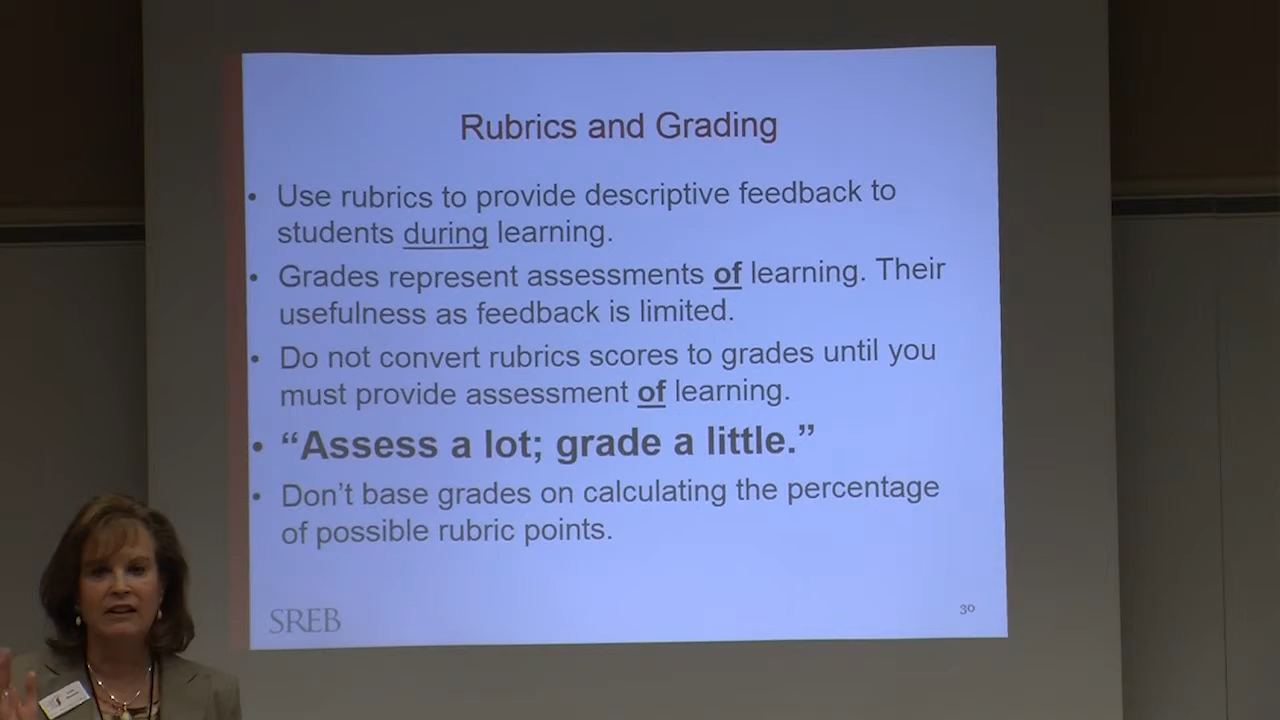 Rubrics and Grading
• Use rubrics to provide descriptive feedback to
students during learning.
• Grades represent assessments of learning. Their
usefulness as feedback is limited.
• Do not convert rubrics scores to grades until you
must provide assessment of learning.
• “Assess a lot; grade a little.”
• Don’t base grades on calculating the percentage
of possible rubric points.
SREB
30